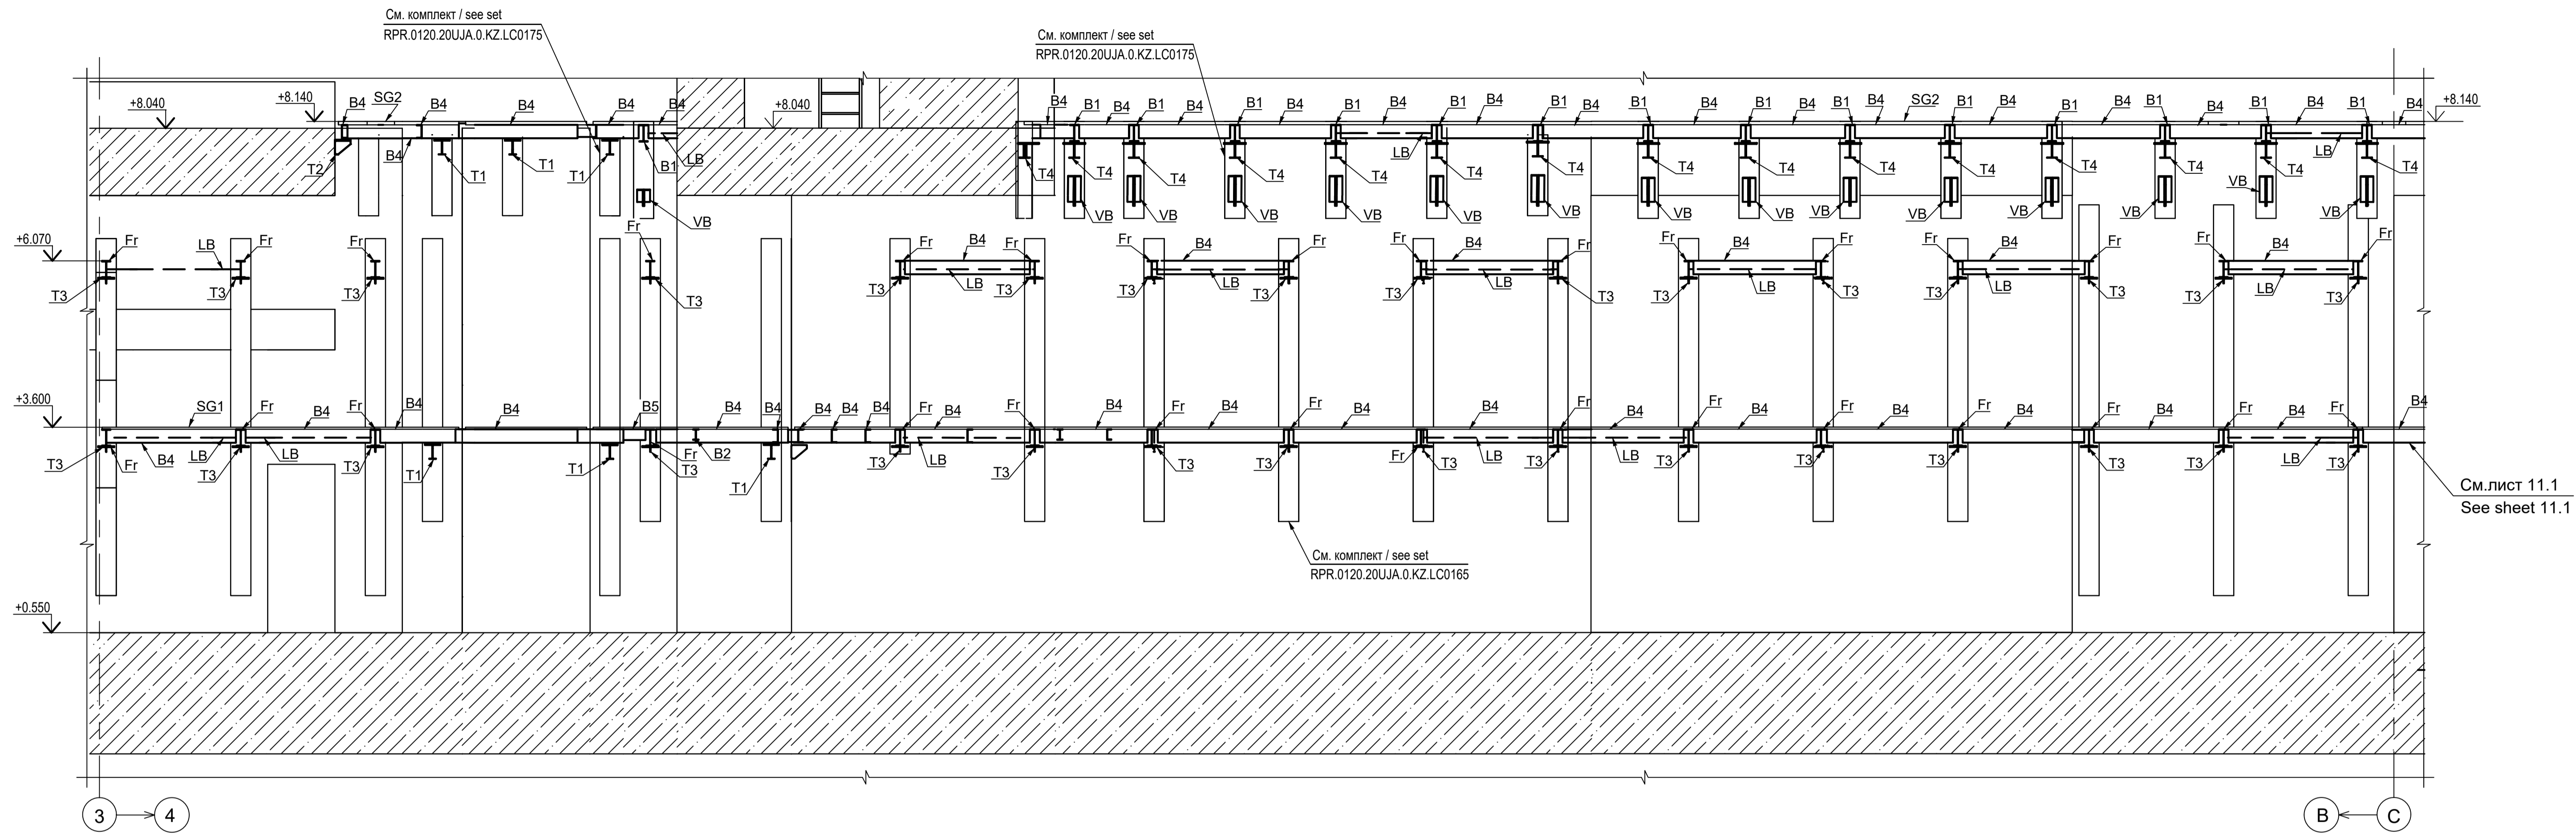 См. комплект / see set
RPR.0120.20UJA.0.KZ.LC0175
См. комплект / see set
RPR.0120.20UJA.0.KZ.LC0175
+8.040 +8.140 B4 SG2 B4 B4 B4 B4 +8.040 B4 B1 B4 B1 B4 B1 B4 B1 B4 B1 B4 B1 B4 B1 B4 B1 B4 B1 B4 SG2 B1 B4 B1 B4 B1 B4 B1 B4 B1 B4 +8.140
T2 B4 T1 T1 T1 B1 LB T4 T4 T4 T4 T4 LB T4 T4 T4 T4 T4 T4 T4 T4 T4 LB T4
VB VB VB VB VB VB VB VB VB VB VB VB VB VB VB
+6.070 Fr LB Fr Fr Fr Fr B4 Fr Fr B4 Fr Fr B4 Fr Fr B4 Fr Fr B4 Fr Fr B4 Fr
T3 T3 T3 T3 T3 LB T3 T3 LB T3 T3 LB T3 T3 LB T3 T3 LB T3 T3 LB T3
+3.600 SG1 Fr B4 Fr B4 B4 B5 B4 B4 B4 B4 B4 Fr B4 Fr B4 Fr B4 Fr B4 B4 Fr B4 Fr B4 Fr B4 Fr B4 Fr B4 Fr B4
T3 Fr B4 LB T3 LB T3 T1 T1 Fr T3 B2 T1 T3 LB T3 T3 T3 Fr T3 LB T3 LB T3 T3 T3 T3 T3 LB T3
См.лист 11.1
See sheet 11.1
См. комплект / see set
RPR.0120.20UJA.0.KZ.LC0165
+0.550
3 4 B C